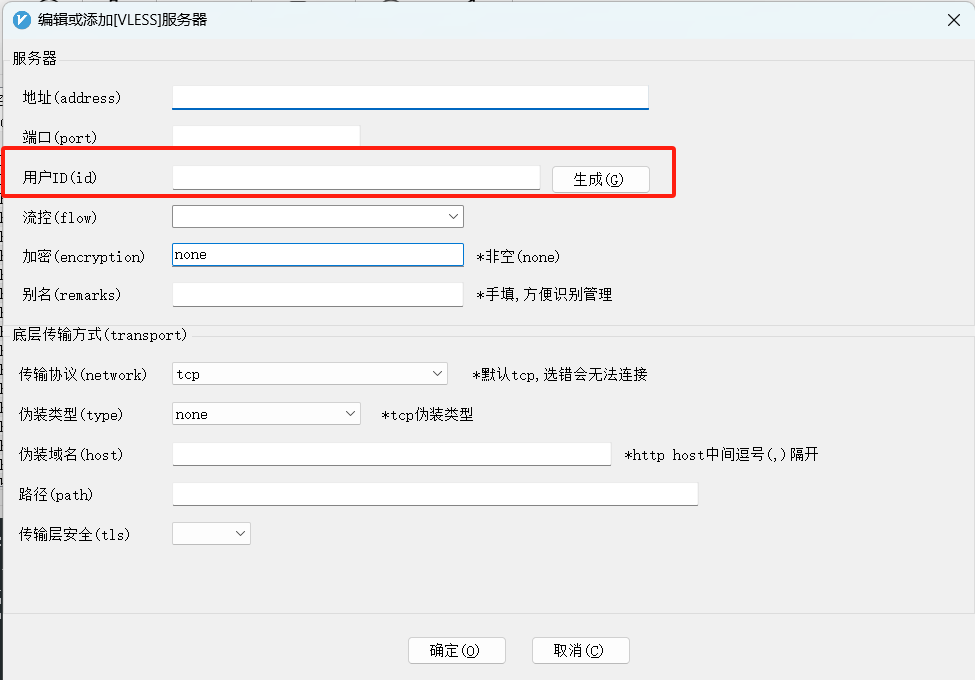 编辑或添加[VLESS]服务器
服务器
地址(address)
端口(port)
用户ID(id) 生成(G)
流控(flow)
加密(encryption) none *非空(none)
别名(remarks) *手填,方便识别管理
底层传输方式(transport)
传输协议(network) tcp *默认tcp,选错会无法连接
伪装类型(type) none *tcp伪装类型
伪装域名(host) *http host中间逗号(,)隔开
路径(path)
传输层安全(tls)
确定(O) 取消(C)